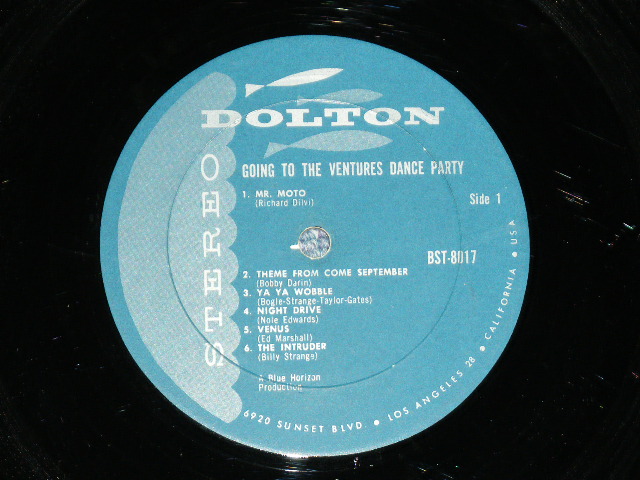 DOLTON
STEREO
GOING TO THE VENTURES DANCE PARTY
1. MR. MOTO
(Richard Dilvi)
Side 1
BST-8017
2. THEME FROM COME SEPTEMBER
(Bobby Darin)
3. YA YA WOBBLE
(Bogle-Strange-Taylor-Gates)
4. NIGHT DRIVE
(Nole Edwards)
5. VENUS
(Ed Marshall)
6. THE INTRUDER
(Billy Strange)
A Blue Horizon
Production
6920 SUNSET BLVD • LOS ANGELES 28 • CALIFORNIA • USA